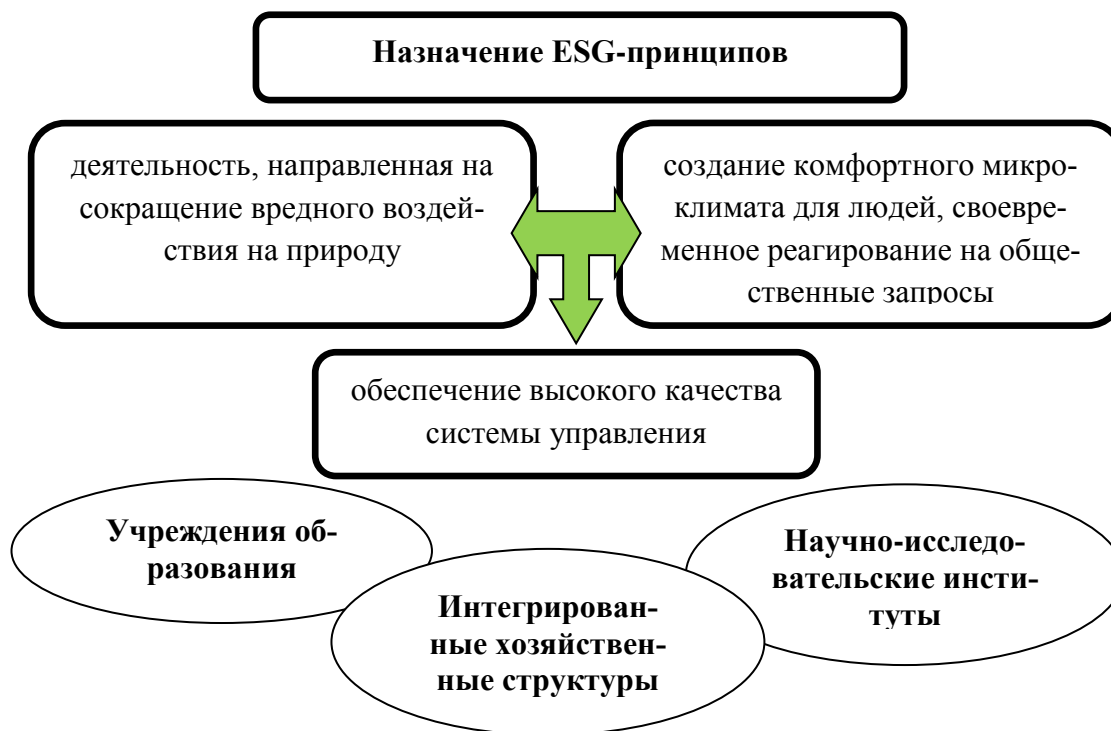 Назначение ESG-принципов
деятельность, направленная на
сокращение вредного воздей-
ствия на природу
создание комфортного микро-
климата для людей, своевре-
менное реагирование на обще-
ственные запросы
обеспечение высокого качества
системы управления
Учреждения об-
разования
Интегрирован-
ные хозяйствен-
ные структуры
Научно-исследо-
вательские инсти-
туты